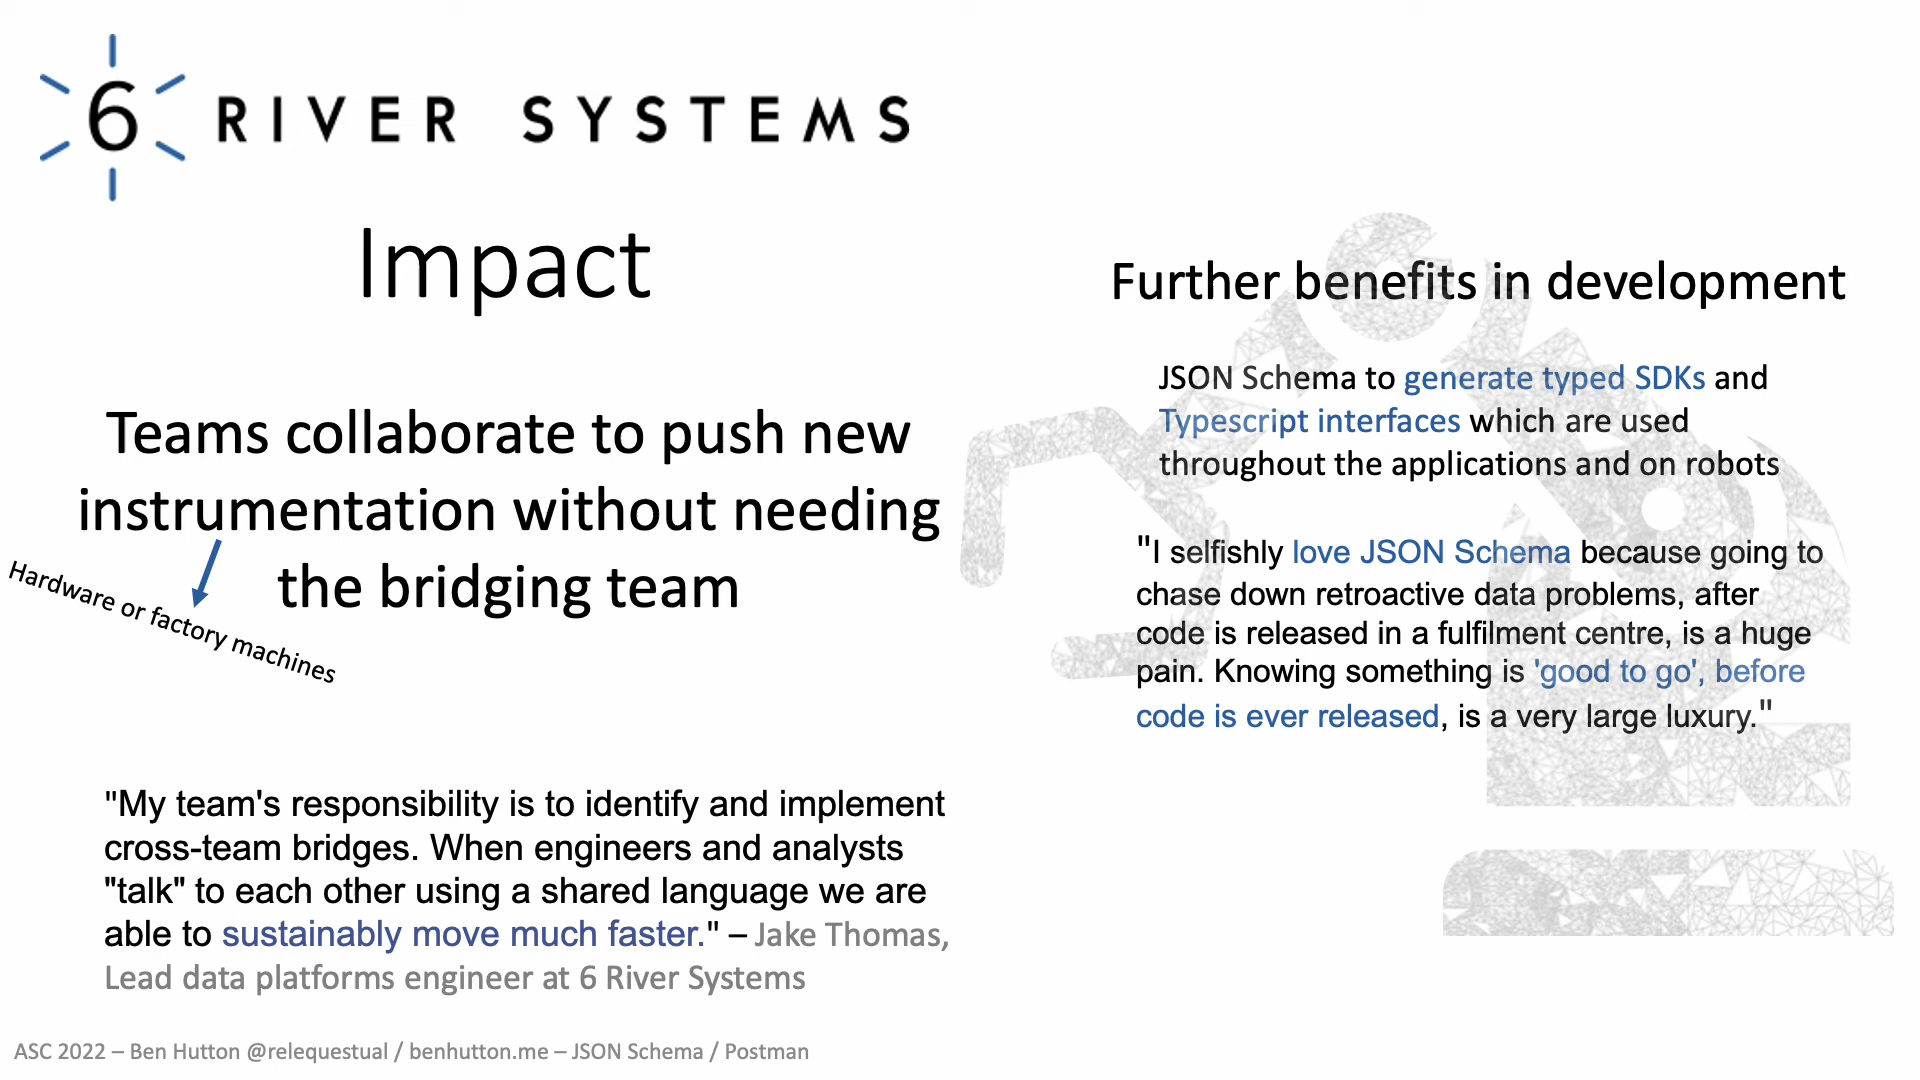 6 RIVER SYSTEMS
Impact
Teams collaborate to push new
instrumentation without needing
the bridging team
Hardware or factory machines
"My team's responsibility is to identify and implement
cross-team bridges. When engineers and analysts
"talk" to each other using a shared language we are
able to sustainably move much faster." – Jake Thomas,
Lead data platforms engineer at 6 River Systems
Further benefits in development
JSON Schema to generate typed SDKs and
Typescript interfaces which are used
throughout the applications and on robots
"I selfishly love JSON Schema because going to
chase down retroactive data problems, after
code is released in a fulfilment centre, is a huge
pain. Knowing something is 'good to go', before
code is ever released, is a very large luxury."
ASC 2022 – Ben Hutton @relequestual / benhutton.me – JSON Schema / Postman